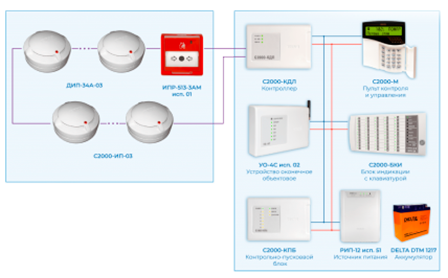 ДИП-34А-03
ИПР-513-3АМ
исп. 01
С2000-ИП-03
С2000-КДЛ
Контроллер
С2000-М
Пульт контроля
и управления
УО-4С исп. 02
Устройство оконечное
объектовое
С2000-БКИ
Блок индикации
с клавиатурой
С2000-КПБ
Контрольно-пусковой
блок
РИП-12 исп. 51
Источник питания
DELTA DTM 1217
Аккумулятор